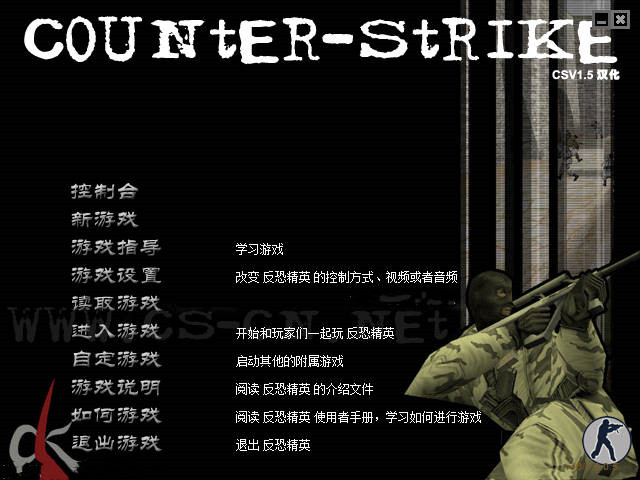 COUNTER-STRIKE
CSV1.5 汉化
控制台
新游戏
游戏指导 学习游戏
游戏设置 改变 反恐精英 的控制方式、视频或者音频
读取游戏
进入游戏 开始和玩家们一起玩 反恐精英
自定游戏 启动其他的附属游戏
游戏说明 阅读 反恐精英 的介绍文件
如何游戏 阅读 反恐精英 使用者手册，学习如何进行游戏
退出游戏 退出 反恐精英
WWW.CS-CN.NEt